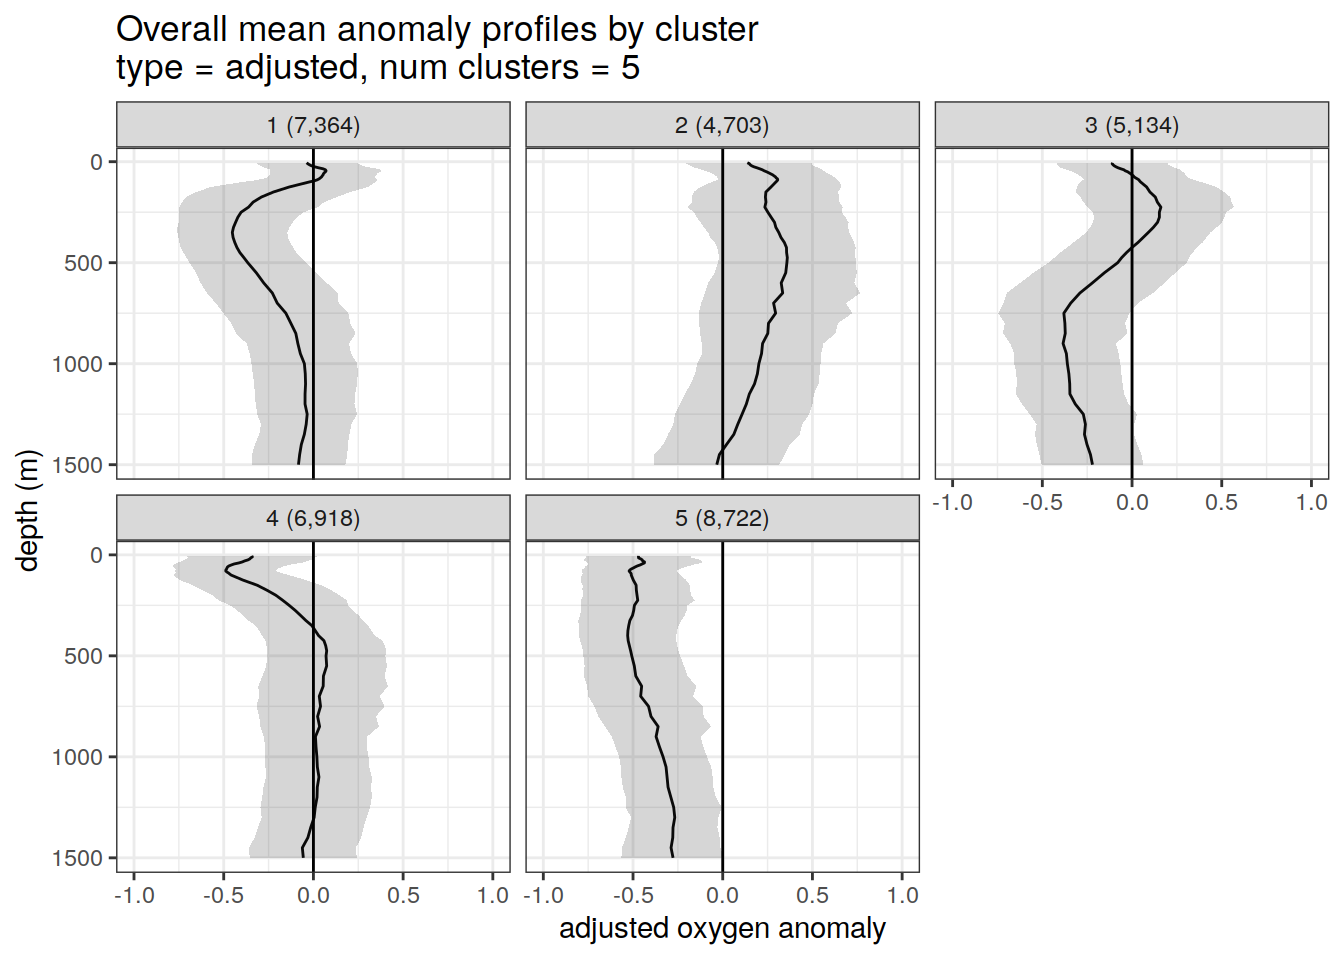 Overall mean anomaly profiles by cluster
type = adjusted, num clusters = 5
1 (7,364)
2 (4,703)
3 (5,134)
0
500
1000
1500
-1.0 -0.5 0.0 0.5 1.0
depth (m)
4 (6,918)
5 (8,722)
0
500
1000
1500
-1.0 -0.5 0.0 0.5 1.0
-1.0 -0.5 0.0 0.5 1.0
adjusted oxygen anomaly